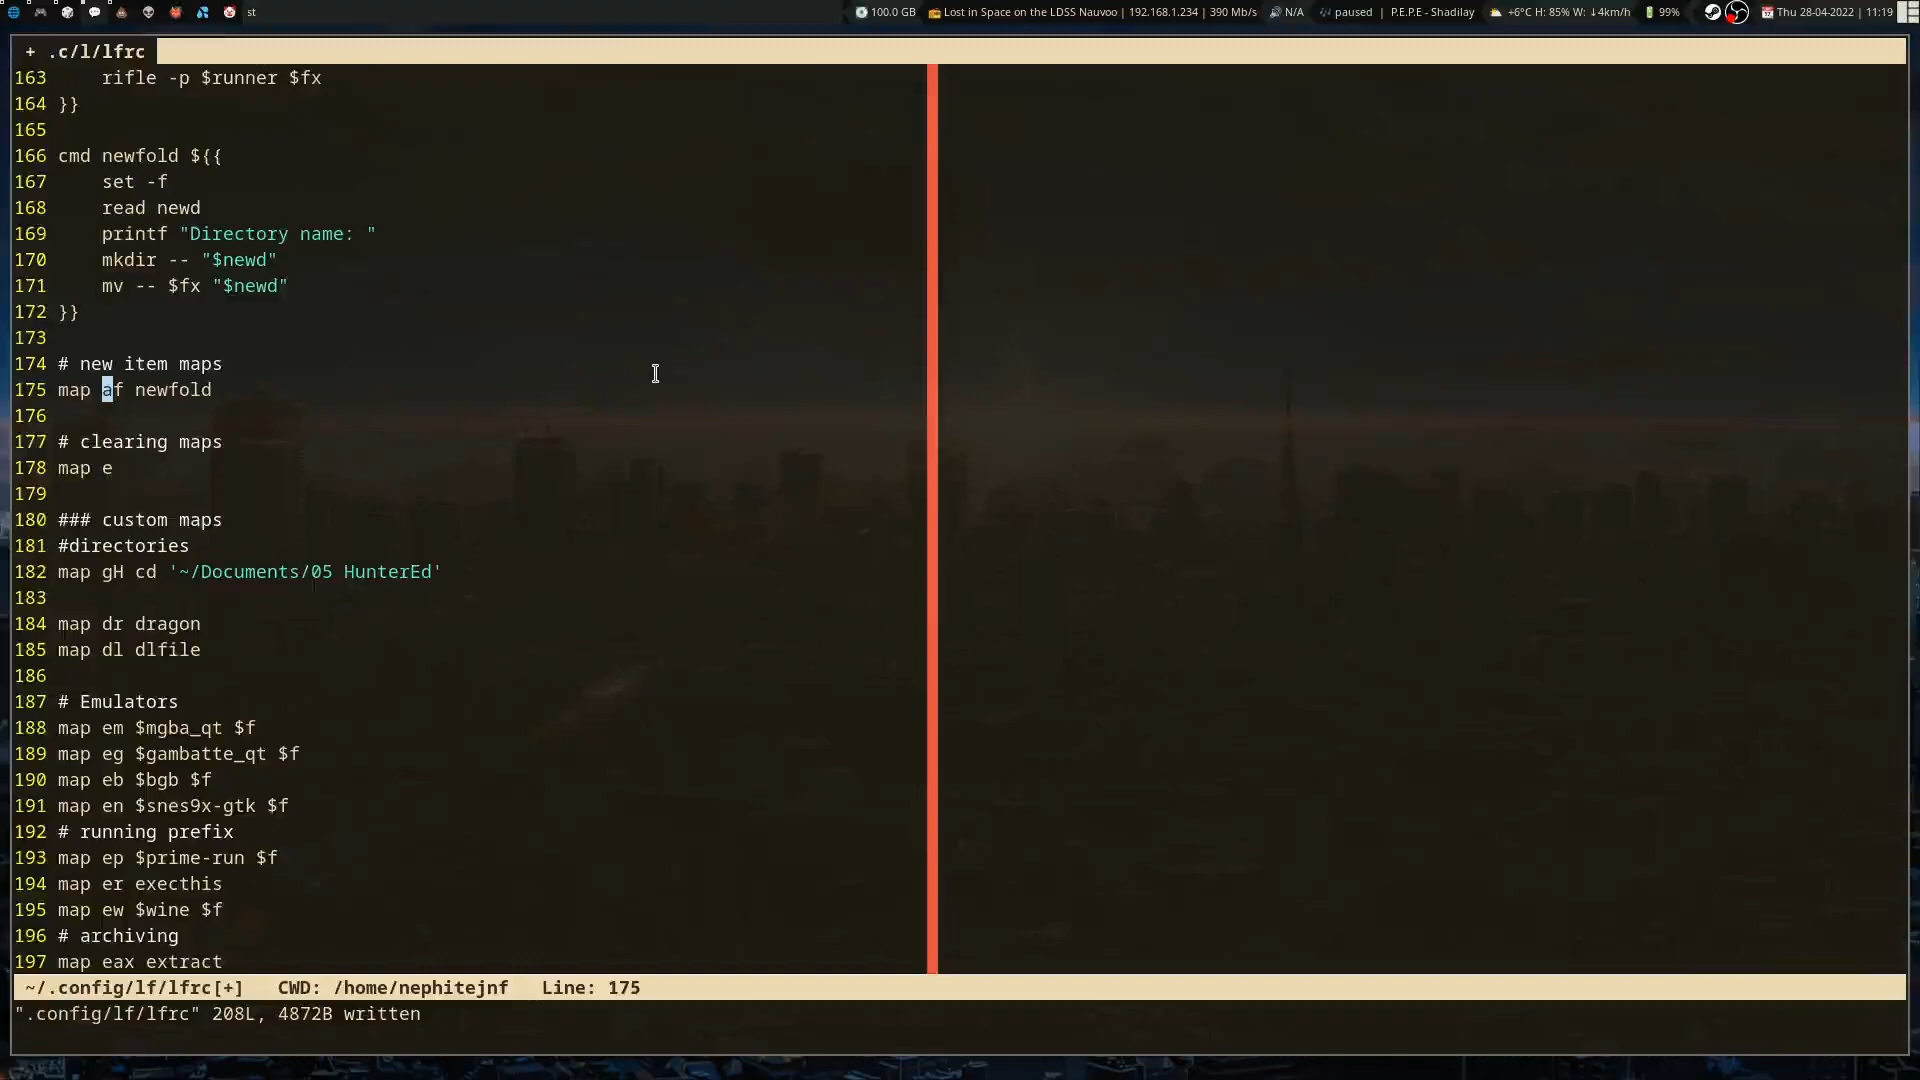 st
100.0 GB | Lost in Space on the LDSS Nauvoo | 192.168.1.234 | 390 Mb/s | N/A | paused | P.E.P.E - Shadilay | +6°C H: 85% W: ↓4km/h | 99% | Thu 28-04-2022 | 11:19
+ .c/l/lfrc
163     rifle -p $runner $fx
164 }}
165
166 cmd newfold ${{
167     set -f
168     read newd
169     printf "Directory name: "
170     mkdir -- "$newd"
171     mv -- $fx "$newd"
172 }}
173
174 # new item maps
175 map af newfold
176
177 # clearing maps
178 map e
179
180 ### custom maps
181 #directories
182 map gH cd '~/Documents/05 HunterEd'
183
184 map dr dragon
185 map dl dlfile
186
187 # Emulators
188 map em $mgba_qt $f
189 map eg $gambatte_qt $f
190 map eb $bgb $f
191 map en $snes9x-gtk $f
192 # running prefix
193 map ep $prime-run $f
194 map er execthis
195 map ew $wine $f
196 # archiving
197 map eax extract
~/.config/lf/lfrc[+]   CWD: /home/nephitejnf   Line: 175
".config/lf/lfrc" 208L, 4872B written